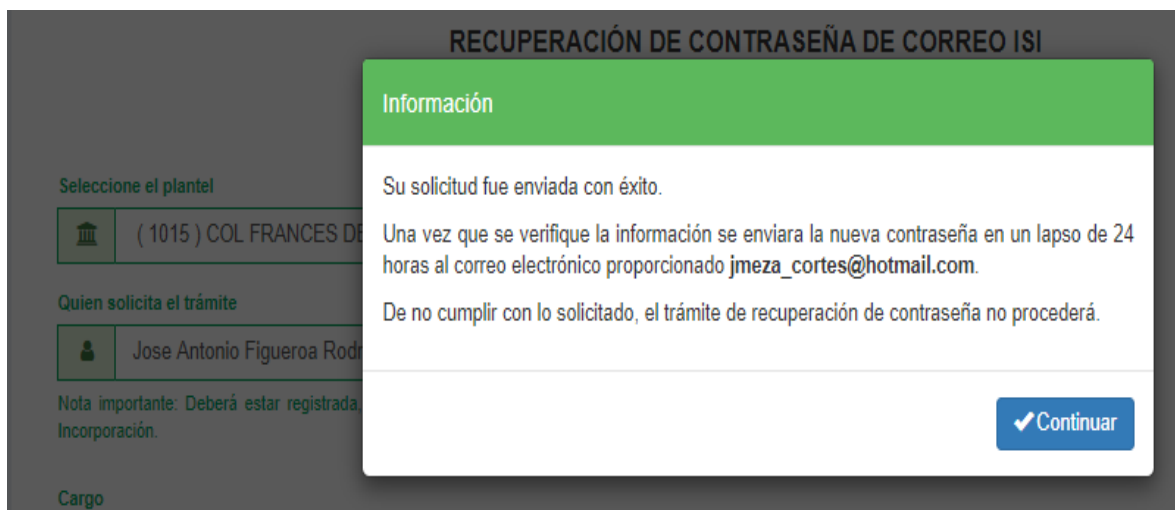 RECUPERACIÓN DE CONTRASEÑA DE CORREO ISI
Información
Su solicitud fue enviada con éxito.
Una vez que se verifique la información se enviara la nueva contraseña en un lapso de 24
horas al correo electrónico proporcionado jmeza_cortes@hotmail.com.
De no cumplir con lo solicitado, el trámite de recuperación de contraseña no procederá.
Continuar
Seleccione el plantel
( 1015 ) COL FRANCES
Quien solicita el trámite
Jose Antonio Figueroa
Nota importante: Deberá estar registrada,
Incorporación.
Cargo